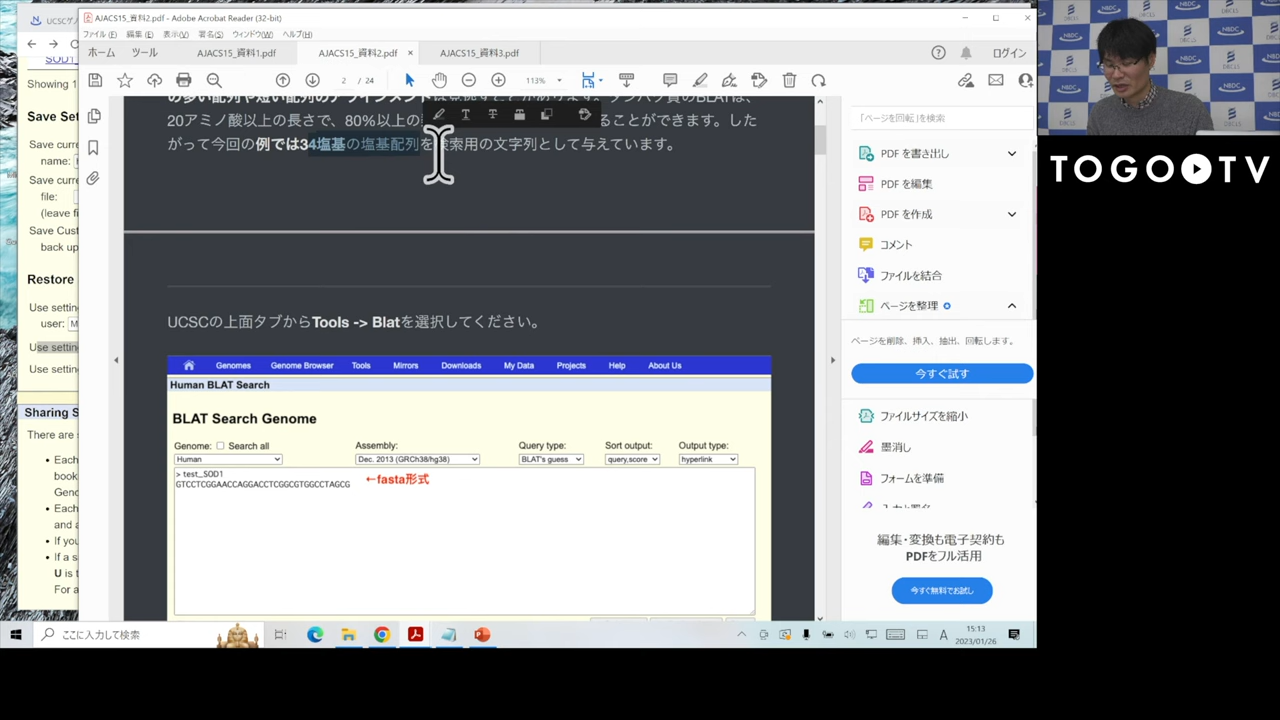 UCSCゲノ
AJACS15_資料2.pdf - Adobe Acrobat Reader (32-bit)
ファイル(F) 編集(E) 表示(V) 署名(S) ウィンドウ(W) ヘルプ(H)
ホーム ツール AJACS15_資料1.pdf AJACS15_資料2.pdf × AJACS15_資料3.pdf ログイン
2 / 24 113%
20アミノ酸以上の長さで、80%以上の
ることができます。した
がって今回の例では34塩基の塩基配列を検索用の文字列として与えています。
UCSCの上面タブからTools -> Blatを選択してください。
Genomes Genome Browser Tools Mirrors Downloads My Data Projects Help About Us
Human BLAT Search
BLAT Search Genome
Genome: Search all Assembly: Query type: Sort output: Output type:
Human Dec. 2013 (GRCh38/hg38) BLAT's guess query,score hyperlink
> test_SOD1
GTCCTCGGAACCAGGACCTCGGCGTGGCCTAGCG
←fasta形式
SOD1
Showing 1
Save Set
Save curre
name:
Save curre
file:
(leave fi
Save Cust
back up
Restore
Use settin
user: M
Use settin
Use settin
Sharing S
There are
Each
book
Geno
Each
and a
If you
If a s
U is t
For a
「ページを回転」を検索
PDF を書き出し
PDF を編集
PDF を作成
コメント
ファイルを結合
ページを整理
ページを削除、挿入、抽出、回転します。
今すぐ試す
ファイルサイズを縮小
墨消し
フォームを準備
編集・変換も電子契約も
PDFをフル活用
今すぐ無料でお試し
ここに入力して検索
A
15:13
2023/01/26
DBCLS
NBDC
TOGO TV